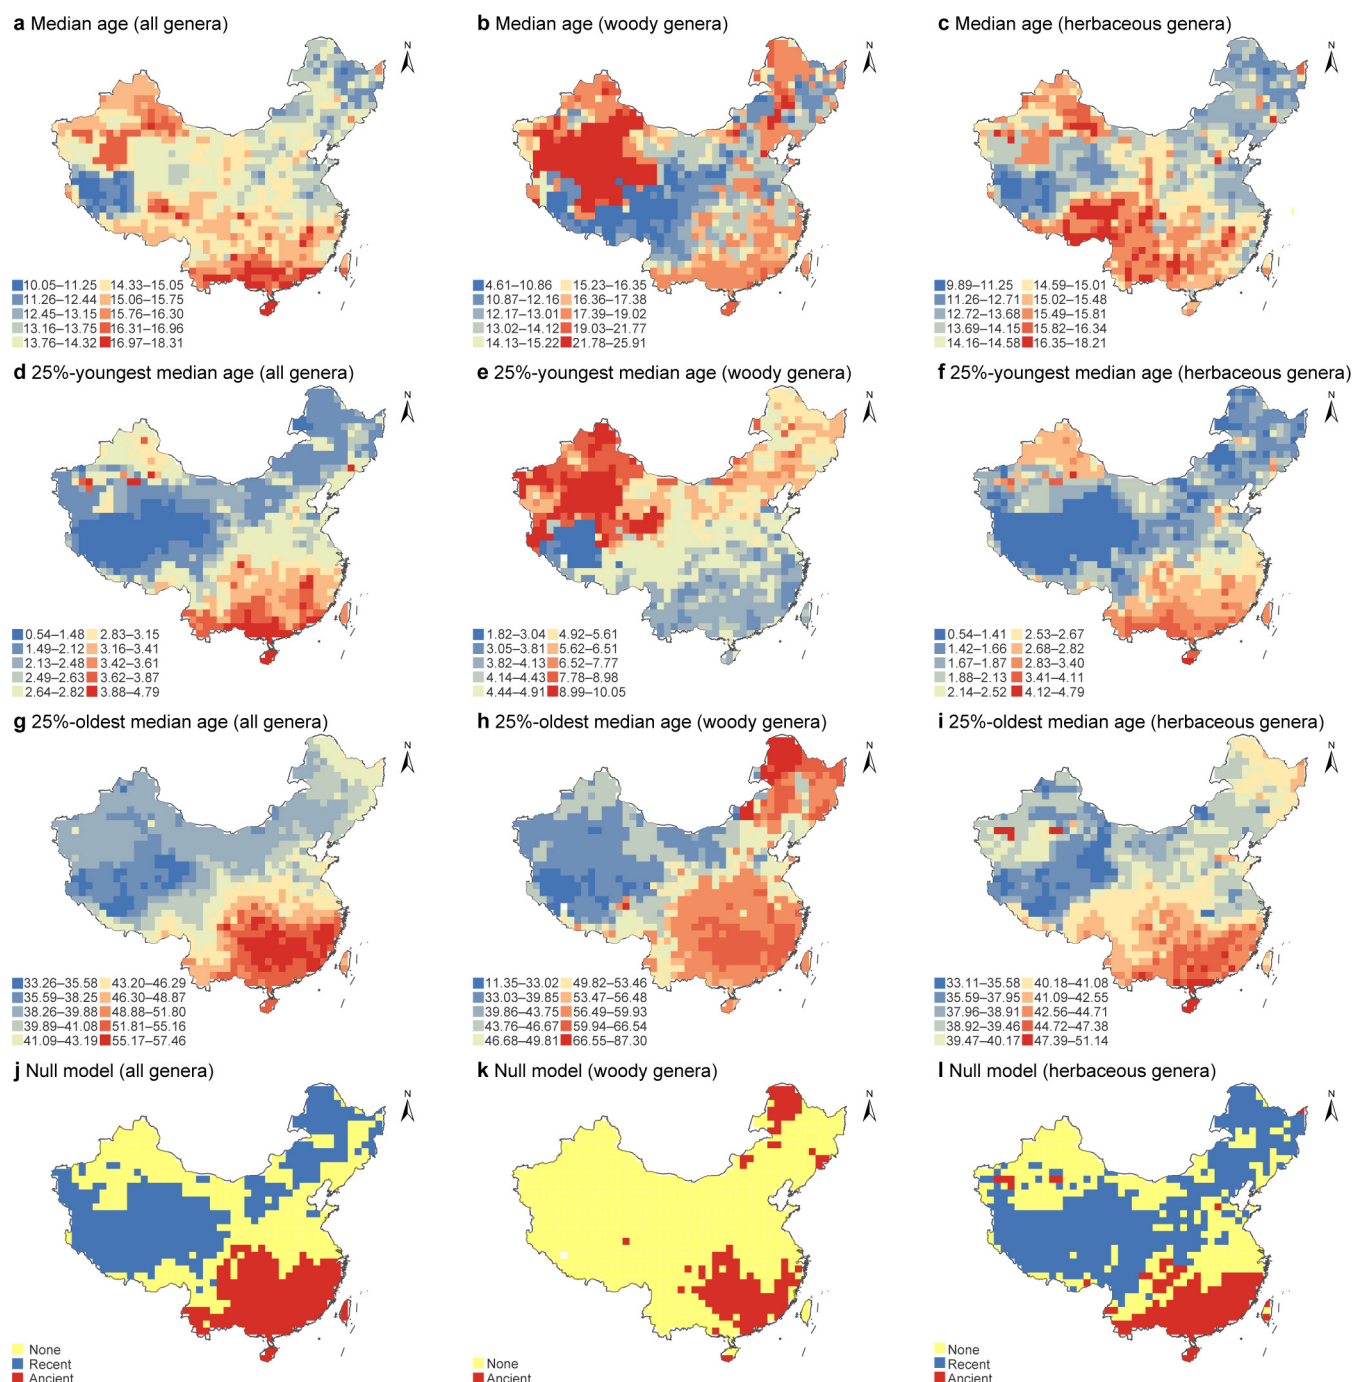 a Median age (all genera)
b Median age (woody genera)
c Median age (herbaceous genera)
N
N
N
10.05–11.25 14.33–15.05
11.26–12.44 15.06–15.75
12.45–13.15 15.76–16.30
13.16–13.75 16.31–16.96
13.76–14.32 16.97–18.31
4.61–10.86 15.23–16.35
10.87–12.16 16.36–17.38
12.17–13.01 17.39–19.02
13.02–14.12 19.03–21.77
14.13–15.22 21.78–25.91
9.89–11.25 14.59–15.01
11.26–12.71 15.02–15.48
12.72–13.68 15.49–15.81
13.69–14.15 15.82–16.34
14.16–14.58 16.35–18.21
d 25%-youngest median age (all genera)
e 25%-youngest median age (woody genera)
f 25%-youngest median age (herbaceous genera)
N
N
N
0.54–1.48 2.83–3.15
1.49–2.12 3.16–3.41
2.13–2.48 3.42–3.61
2.49–2.63 3.62–3.87
2.64–2.82 3.88–4.79
1.82–3.04 4.92–5.61
3.05–3.81 5.62–6.51
3.82–4.13 6.52–7.77
4.14–4.43 7.78–8.98
4.44–4.91 8.99–10.05
0.54–1.41 2.53–2.67
1.42–1.66 2.68–2.82
1.67–1.87 2.83–3.40
1.88–2.13 3.41–4.11
2.14–2.52 4.12–4.79
g 25%-oldest median age (all genera)
h 25%-oldest median age (woody genera)
i 25%-oldest median age (herbaceous genera)
N
N
N
33.26–35.58 43.20–46.29
35.59–38.25 46.30–48.87
38.26–39.88 48.88–51.80
39.89–41.08 51.81–55.16
41.09–43.19 55.17–57.46
11.35–33.02 49.82–53.46
33.03–39.85 53.47–56.48
39.86–43.75 56.49–59.93
43.76–46.67 59.94–66.54
46.68–49.81 66.55–87.30
33.11–35.58 40.18–41.08
35.59–37.95 41.09–42.55
37.96–38.91 42.56–44.71
38.92–39.46 44.72–47.38
39.47–40.17 47.39–51.14
j Null model (all genera)
k Null model (woody genera)
l Null model (herbaceous genera)
N
N
N
None
Recent
Ancient
None
Ancient
None
Recent
Ancient